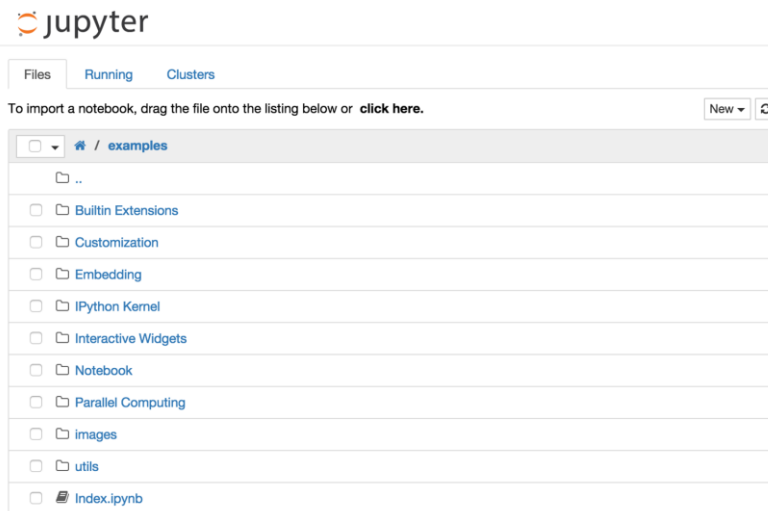 jupyter
Files Running Clusters
To import a notebook, drag the file onto the listing below or click here. New
/ examples
..
Builtin Extensions
Customization
Embedding
IPython Kernel
Interactive Widgets
Notebook
Parallel Computing
images
utils
Index.ipynb